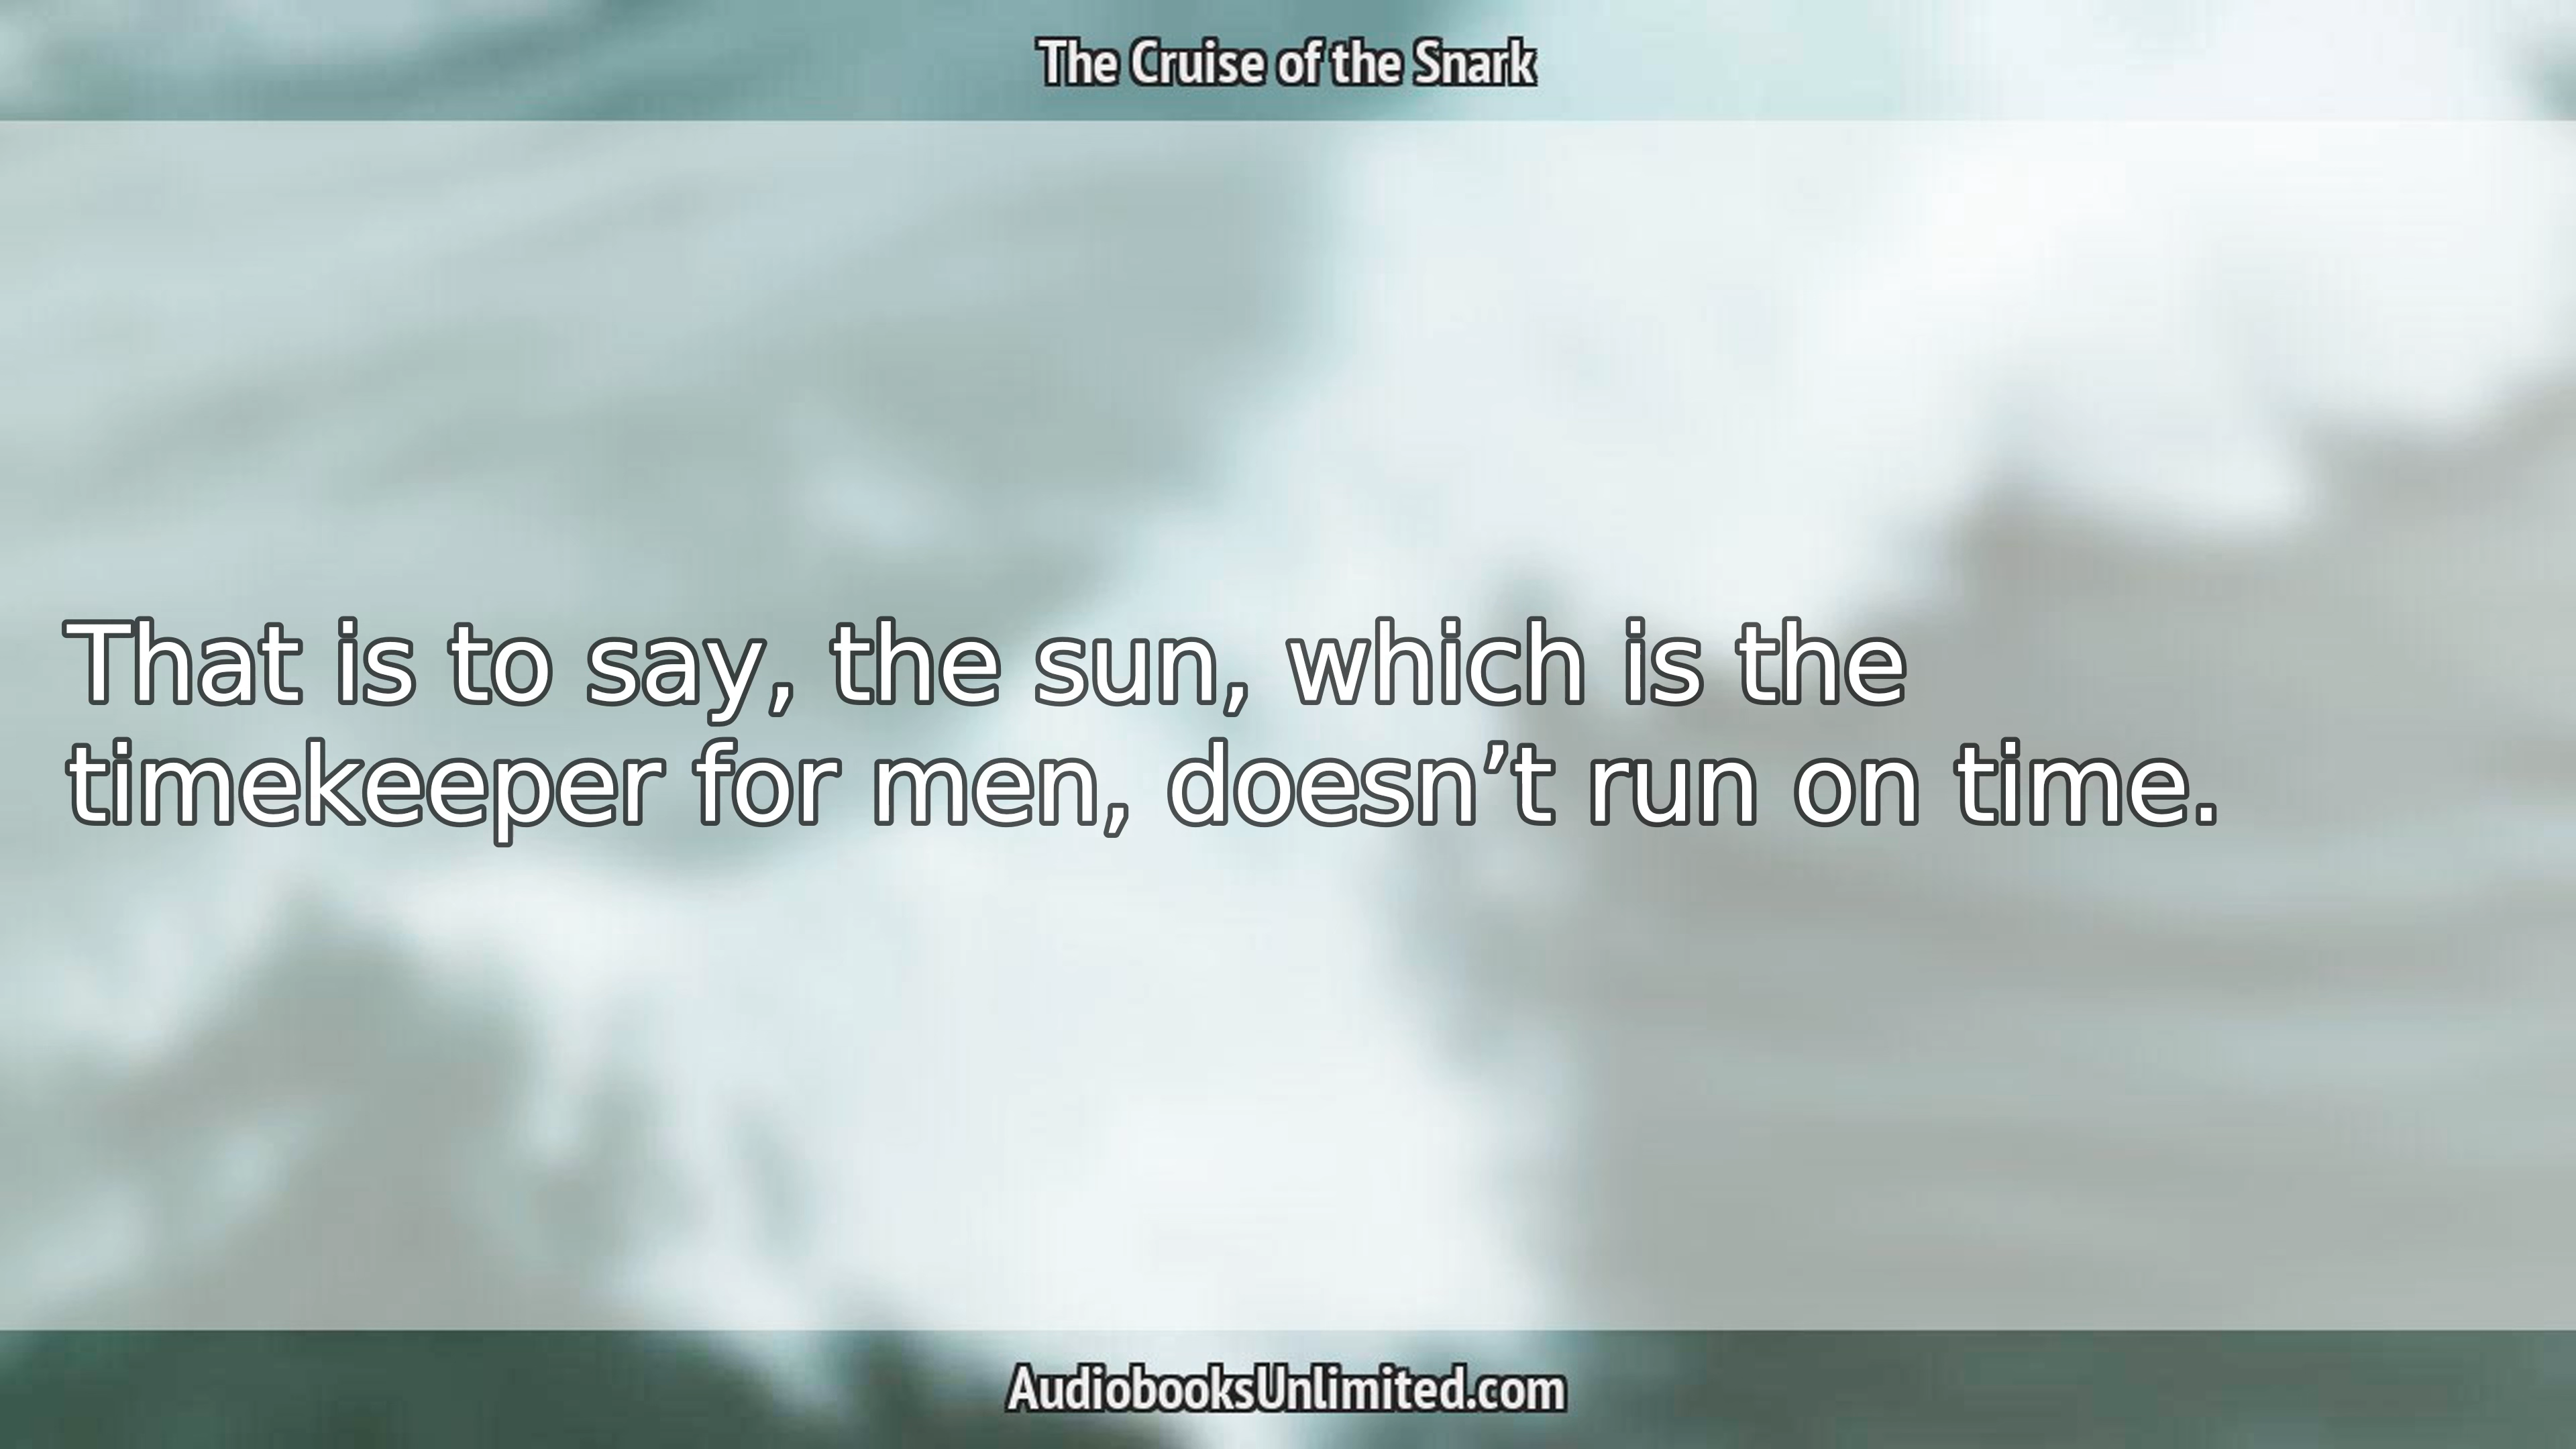 The Cruise of the Snark
That is to say, the sun, which is the
timekeeper for men, doesn’t run on time.
AudiobooksUnlimited.com